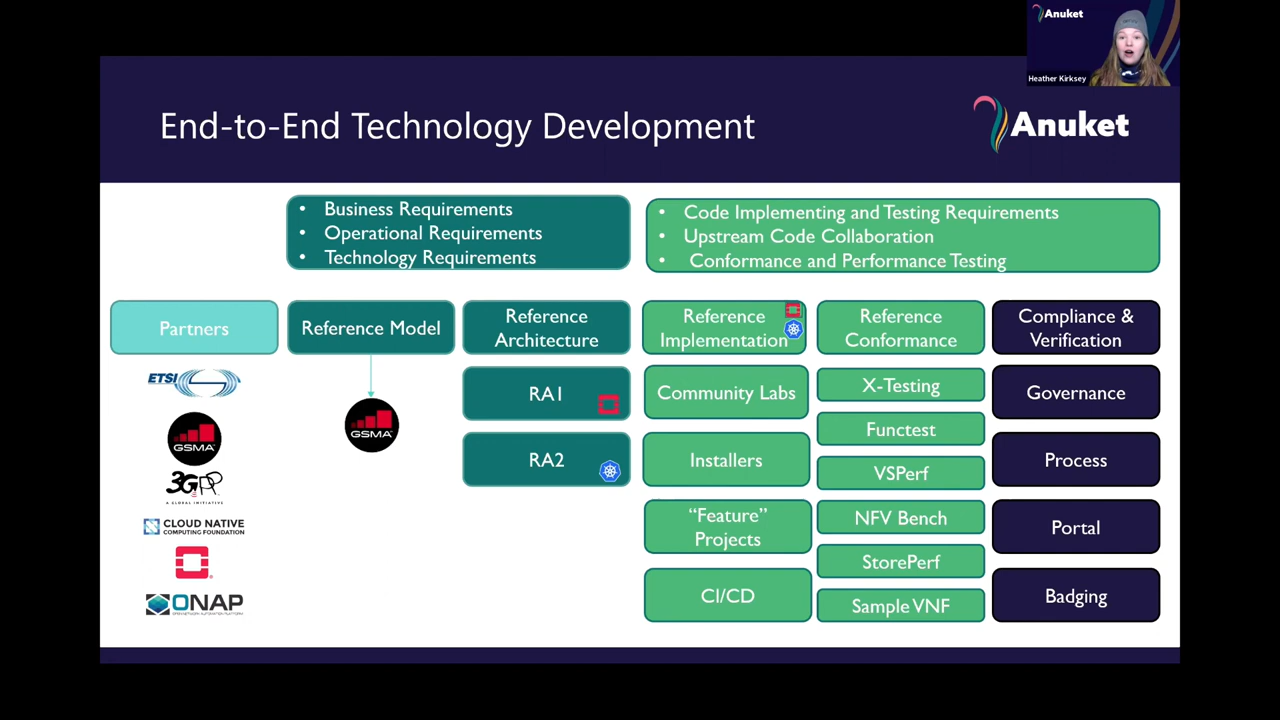 Anuket
Heather Kirksey
End-to-End Technology Development
Anuket
• Business Requirements
• Operational Requirements
• Technology Requirements
• Code Implementing and Testing Requirements
• Upstream Code Collaboration
• Conformance and Performance Testing
Partners
ETSI
GSMA
3GPP
A GLOBAL INITIATIVE
CLOUD NATIVE
COMPUTING FOUNDATION
ONAP
Reference Model
GSMA
Reference
Architecture
RA1
RA2
Reference
Implementation
Community Labs
Installers
“Feature”
Projects
CI/CD
Reference
Conformance
X-Testing
Functest
VSPerf
NFV Bench
StorePerf
Sample VNF
Compliance &
Verification
Governance
Process
Portal
Badging